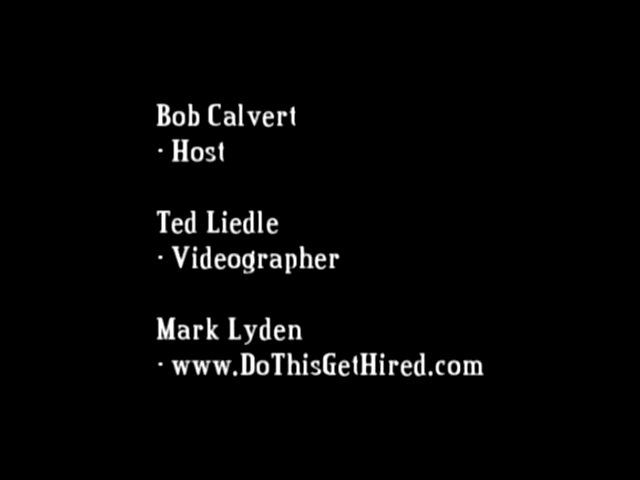 Bob Calvert
· Host
Ted Liedle
· Videographer
Mark Lyden
· www.DoThisGetHired.com